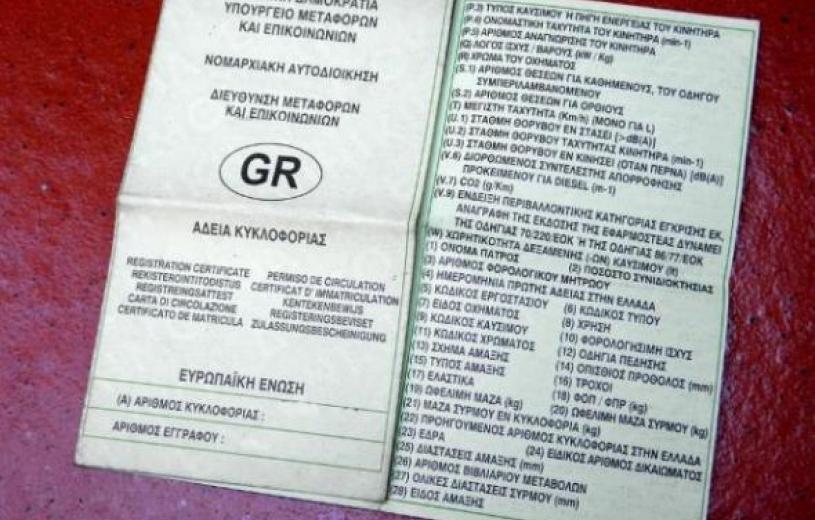 ΔΗΜΟΚΡΑΤΙΑ
ΥΠΟΥΡΓΕΙΟ ΜΕΤΑΦΟΡΩΝ
ΚΑΙ ΕΠΙΚΟΙΝΩΝΙΩΝ
ΝΟΜΑΡΧΙΑΚΗ ΑΥΤΟΔΙΟΙΚΗΣΗ
ΔΙΕΥΘΥΝΣΗ ΜΕΤΑΦΟΡΩΝ
ΚΑΙ ΕΠΙΚΟΙΝΩΝΙΩΝ
GR
ΑΔΕΙΑ ΚΥΚΛΟΦΟΡΙΑΣ
REGISTRATION CERTIFICATE PERMISO DE CIRCULATION
REKISTEROINTITODISTUS CERTIFICAT D' IMMATRICULATION
REGISTREINGSATTEST KENTEKENBEWIJS
CARTA DI CIRCOLAZIONE REGISTERINGSBEVISET
CERTIFICATO DE MATRICULA ZULASSUNGSBESCHEINIGUNG
ΕΥΡΩΠΑΪΚΗ ΕΝΩΣΗ
(Α) ΑΡΙΘΜΟΣ ΚΥΚΛΟΦΟΡΙΑΣ :
ΑΡΙΘΜΟΣ ΕΓΓΡΑΦΟΥ :
(P.3) ΤΥΠΟΣ ΚΑΥΣΙΜΟΥ Ή ΠΗΓΗ ΕΝΕΡΓΕΙΑΣ ΤΟΥ ΚΙΝΗΤΗΡΑ
(P.4) ΟΝΟΜΑΣΤΙΚΗ ΤΑΧΥΤΗΤΑ ΤΟΥ ΚΙΝΗΤΗΡΑ (min-1)
(P.5) ΑΡΙΘΜΟΣ ΑΝΑΓΝΩΡΙΣΗΣ ΤΟΥ ΚΙΝΗΤΗΡΑ
(Q) ΛΟΓΟΣ ΙΣΧΥΣ / ΒΑΡΟΥΣ (kW / Kg)
(R) ΧΡΩΜΑ ΤΟΥ ΟΧΗΜΑΤΟΣ
(S.1) ΑΡΙΘΜΟΣ ΘΕΣΕΩΝ ΓΙΑ ΚΑΘΗΜΕΝΟΥΣ, ΤΟΥ ΟΔΗΓΟΥ
ΣΥΜΠΕΡΙΛΑΜΒΑΝΟΜΕΝΟΥ
(S.2) ΑΡΙΘΜΟΣ ΘΕΣΕΩΝ ΓΙΑ ΟΡΘΙΟΥΣ
(T) ΜΕΓΙΣΤΗ ΤΑΧΥΤΗΤΑ (Km/h) (ΜΟΝΟ ΓΙΑ L)
(U.1) ΣΤΑΘΜΗ ΘΟΡΥΒΟΥ ΕΝ ΣΤΑΣΕΙ [>dB(A)]
(U.2) ΣΤΑΘΜΗ ΘΟΡΥΒΟΥ ΤΑΧΥΤΗΤΑΣ ΚΙΝΗΤΗΡΑ (min-1)
(U.3) ΣΤΑΘΜΗ ΘΟΡΥΒΟΥ ΕΝ ΚΙΝΗΣΕΙ (ΟΤΑΝ ΠΕΡΝΑ) [dB(A)]
(V.6) ΔΙΟΡΘΩΜΕΝΟΣ ΣΥΝΤΕΛΕΣΤΗΣ ΑΠΟΡΡΟΦΗΣΗΣ
ΠΡΟΚΕΙΜΕΝΟΥ ΓΙΑ DIESEL (m-1)
(V.7) CO2 (g/Km)
(V.9) ΕΝΔΕΙΞΗ ΠΕΡΙΒΑΛΛΟΝΤΙΚΗΣ ΚΑΤΗΓΟΡΙΑΣ ΕΓΚΡΙΣΗΣ ΕΚ,
ΑΝΑΓΡΑΦΗ ΤΗΣ ΕΚΔΟΣΗΣ ΤΗΣ ΕΦΑΡΜΟΣΤΕΑΣ ΔΥΝΑΜΕΙ
ΤΗΣ ΟΔΗΓΙΑΣ 70/220/ΕΟΚ Ή ΤΗΣ ΟΔΗΓΙΑΣ 86/77/ΕΟΚ
(W) ΧΩΡΗΤΙΚΟΤΗΤΑ ΔΕΞΑΜΕΝΗΣ (-ΩΝ) ΚΑΥΣΙΜΟΥ (lt)
(1) ΟΝΟΜΑ ΠΑΤΡΟΣ (2) ΠΟΣΟΣΤΟ ΣΥΝΙΔΙΟΚΤΗΣΙΑΣ
(3) ΑΡΙΘΜΟΣ ΦΟΡΟΛΟΓΙΚΟΥ ΜΗΤΡΩΟΥ
(4) ΗΜΕΡΟΜΗΝΙΑ ΠΡΩΤΗΣ ΑΔΕΙΑΣ ΣΤΗΝ ΕΛΛΑΔΑ
(5) ΚΩΔΙΚΟΣ ΕΡΓΟΣΤΑΣΙΟΥ (6) ΚΩΔΙΚΟΣ ΤΥΠΟΥ
(7) ΕΙΔΟΣ ΟΧΗΜΑΤΟΣ (8) ΧΡΗΣΗ
(9) ΚΩΔΙΚΟΣ ΚΑΥΣΙΜΟΥ (10) ΦΟΡΟΛΟΓΗΣΙΜΗ ΙΣΧΥΣ
(11) ΚΩΔΙΚΟΣ ΧΡΩΜΑΤΟΣ (12) ΟΔΗΓΙΑ ΠΕΔΗΣΗΣ
(13) ΣΧΗΜΑ ΑΜΑΞΗΣ (14) ΟΠΙΣΘΙΟΣ ΠΡΟΒΟΛΟΣ (mm)
(15) ΤΥΠΟΣ ΑΜΑΞΗΣ (16) ΤΡΟΧΟΙ
(17) ΕΛΑΣΤΙΚΑ (18) ΦΟΠ / ΦΠΡ (kg)
(19) ΩΦΕΛΙΜΗ ΜΑΖΑ (kg) (20) ΩΦΕΛΙΜΗ ΜΑΖΑ ΣΥΡΜΟΥ (kg)
(21) ΜΑΖΑ ΣΥΡΜΟΥ ΕΝ ΚΥΚΛΟΦΟΡΙΑ (kg)
(22) ΠΡΟΗΓΟΥΜΕΝΟΣ ΑΡΙΘΜΟΣ ΚΥΚΛΟΦΟΡΙΑΣ ΣΤΗΝ ΕΛΛΑΔΑ
(23) ΕΔΡΑ (24) ΕΙΔΙΚΟΣ ΑΡΙΘΜΟΣ ΔΙΚΑΙΩΜΑΤΟΣ
(25) ΔΙΑΣΤΑΣΕΙΣ ΑΜΑΞΗΣ (mm)
(26) ΑΡΙΘΜΟΣ ΒΙΒΛΙΑΡΙΟΥ ΜΕΤΑΒΟΛΩΝ
(27) ΟΛΙΚΕΣ ΔΙΑΣΤΑΣΕΙΣ ΣΥΡΜΟΥ (mm)
(28) ΕΙΔΟΣ ΑΜΑΞΗΣ